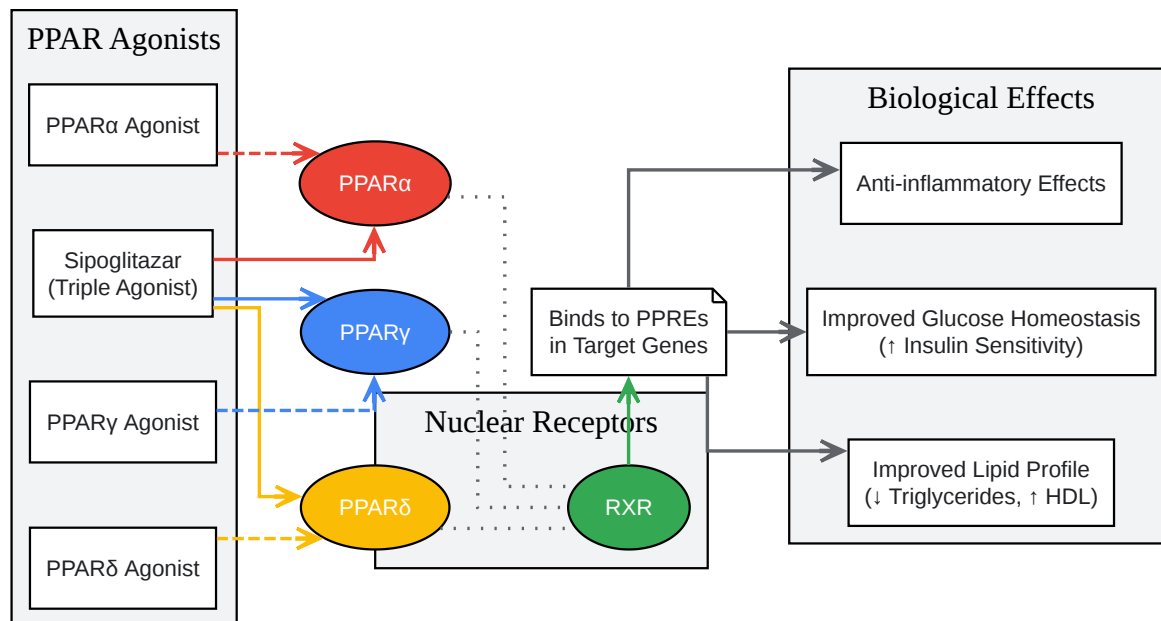 PPAR Agonists
PPARα Agonist
Sipoglitazar
(Triple Agonist)
PPARγ Agonist
PPARδ Agonist
PPARα
PPARγ
PPARδ
Nuclear Receptors
RXR
Binds to PPREs
in Target Genes
Biological Effects
Anti-inflammatory Effects
Improved Glucose Homeostasis
(↑ Insulin Sensitivity)
Improved Lipid Profile
(↓ Triglycerides, ↑ HDL)